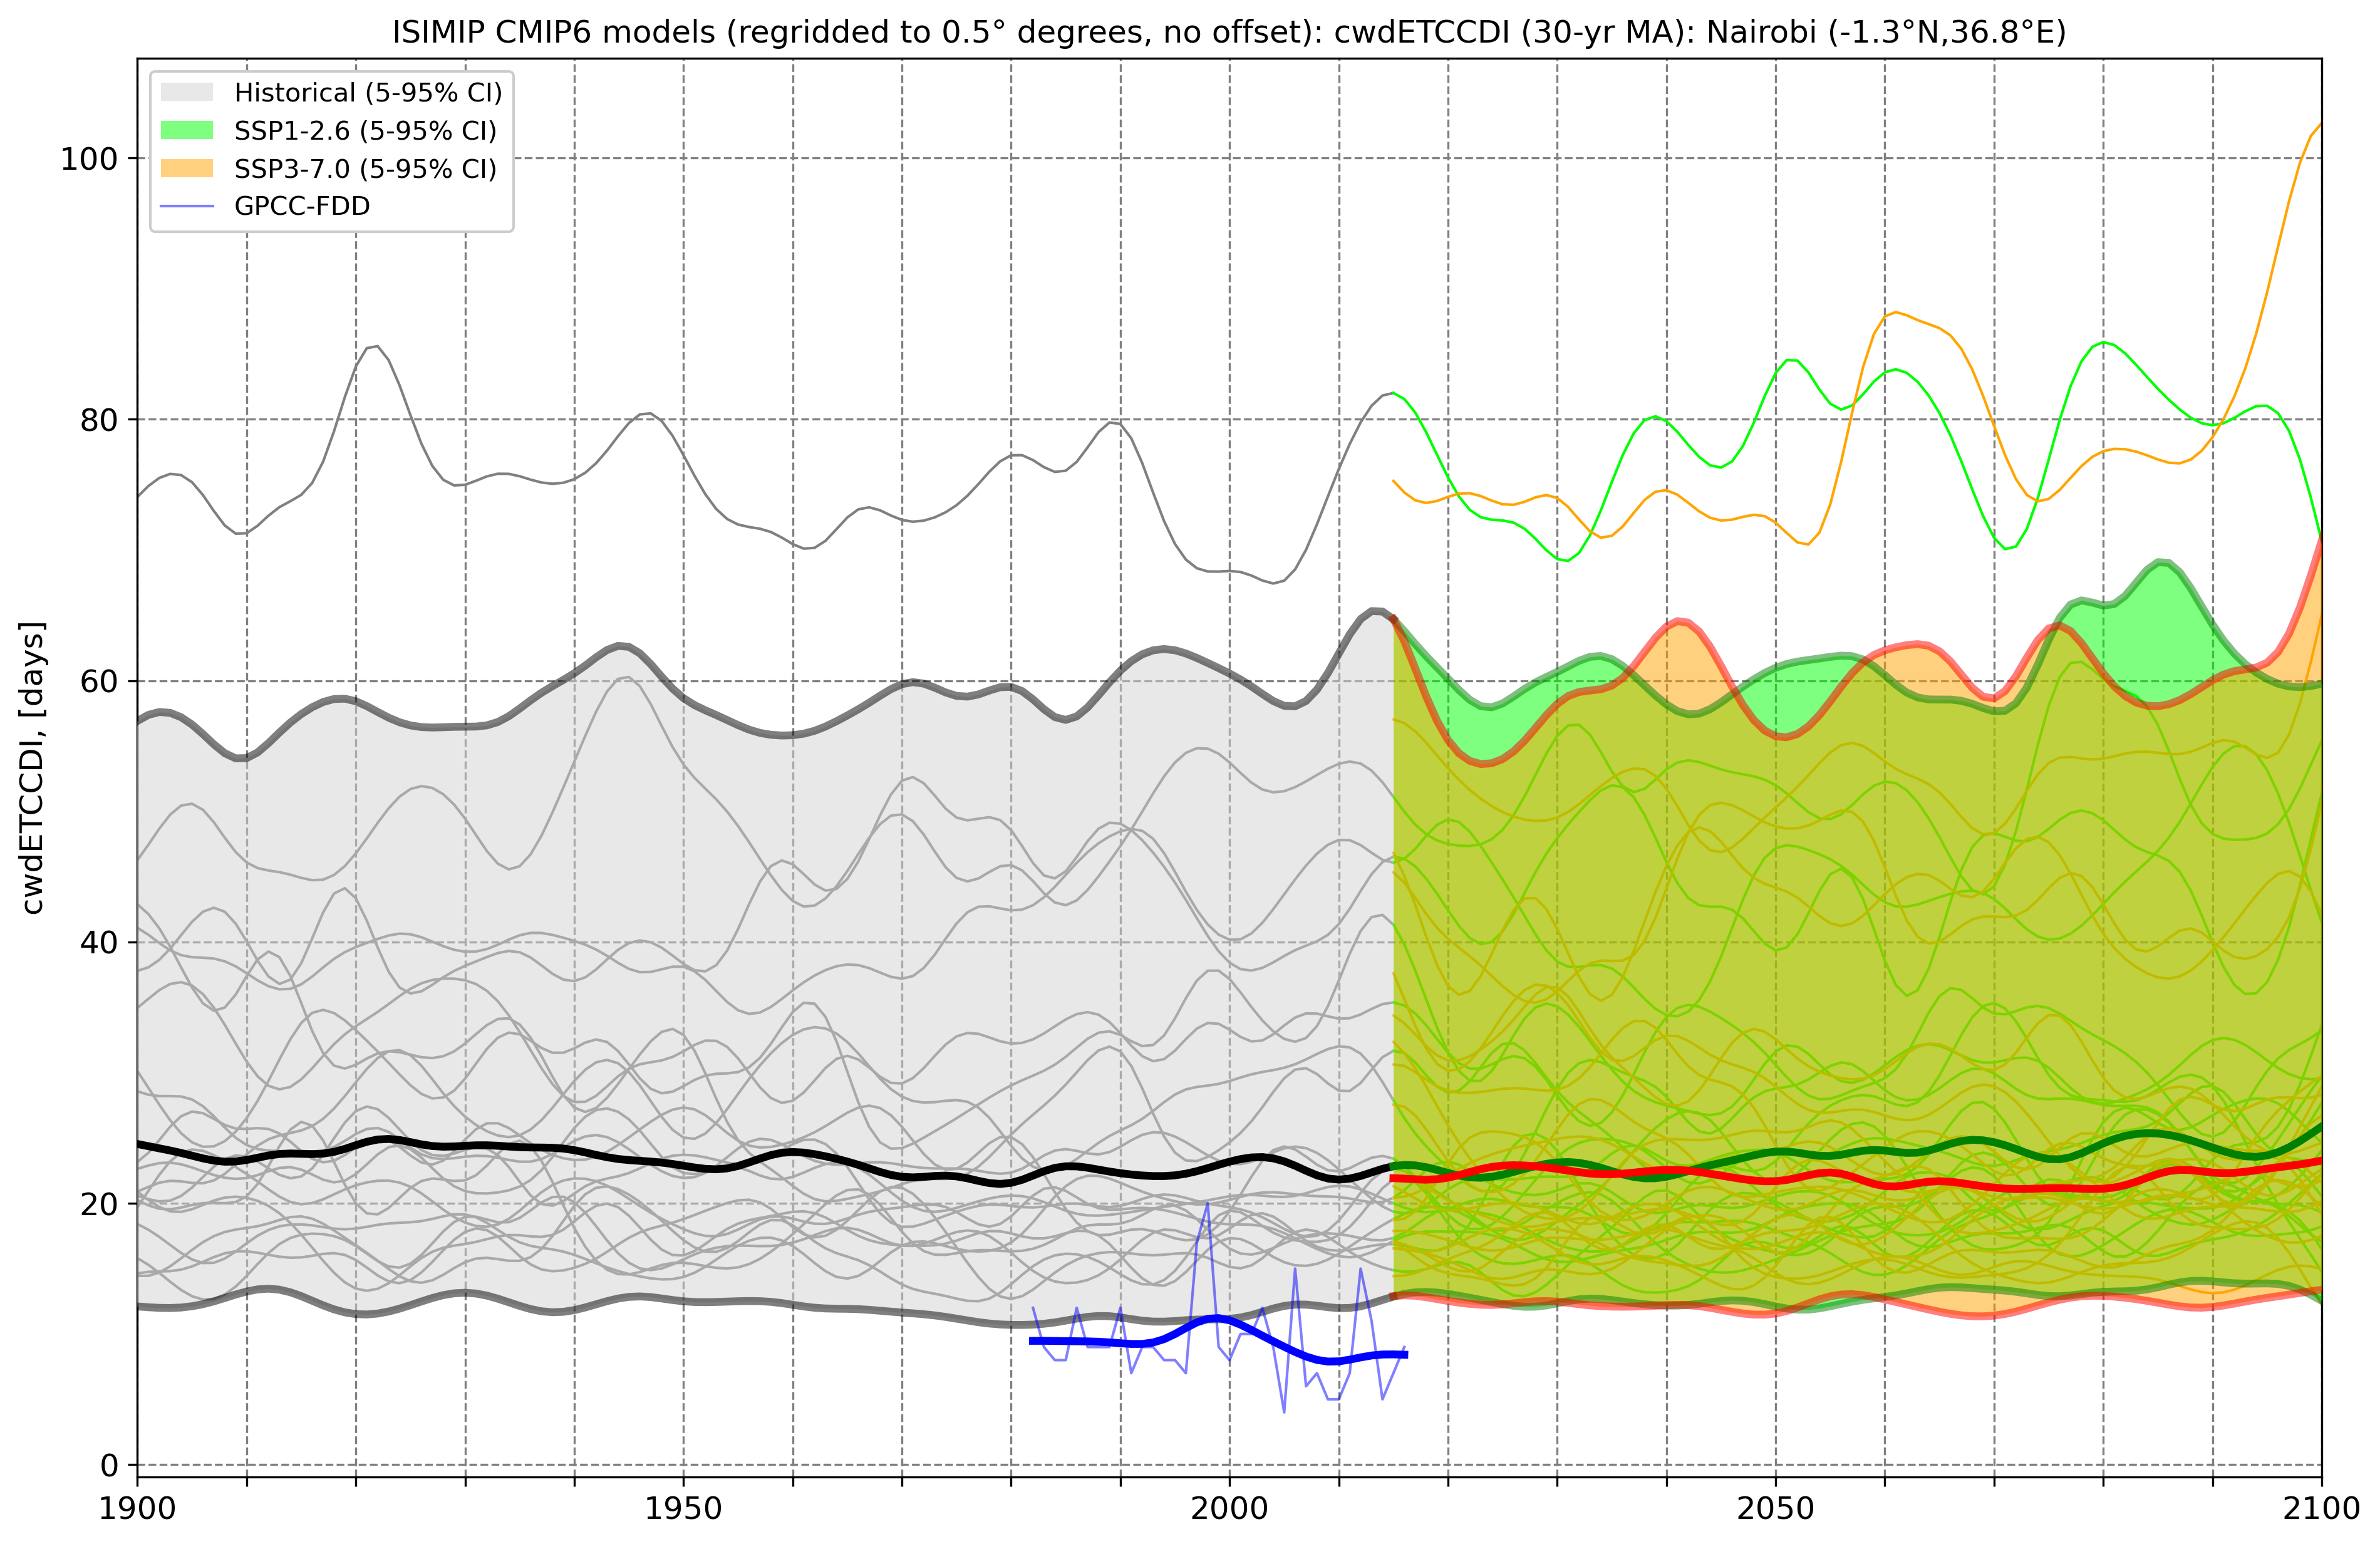 ISIMIP CMIP6 models (regridded to 0.5° degrees, no offset): cwdETCCDI (30-yr MA): Nairobi (-1.3°N,36.8°E)
Historical (5-95% CI)
SSP1-2.6 (5-95% CI)
SSP3-7.0 (5-95% CI)
GPCC-FDD
cwdETCCDI, [days]
100
80
60
40
20
0
1900 1950 2000 2050 2100